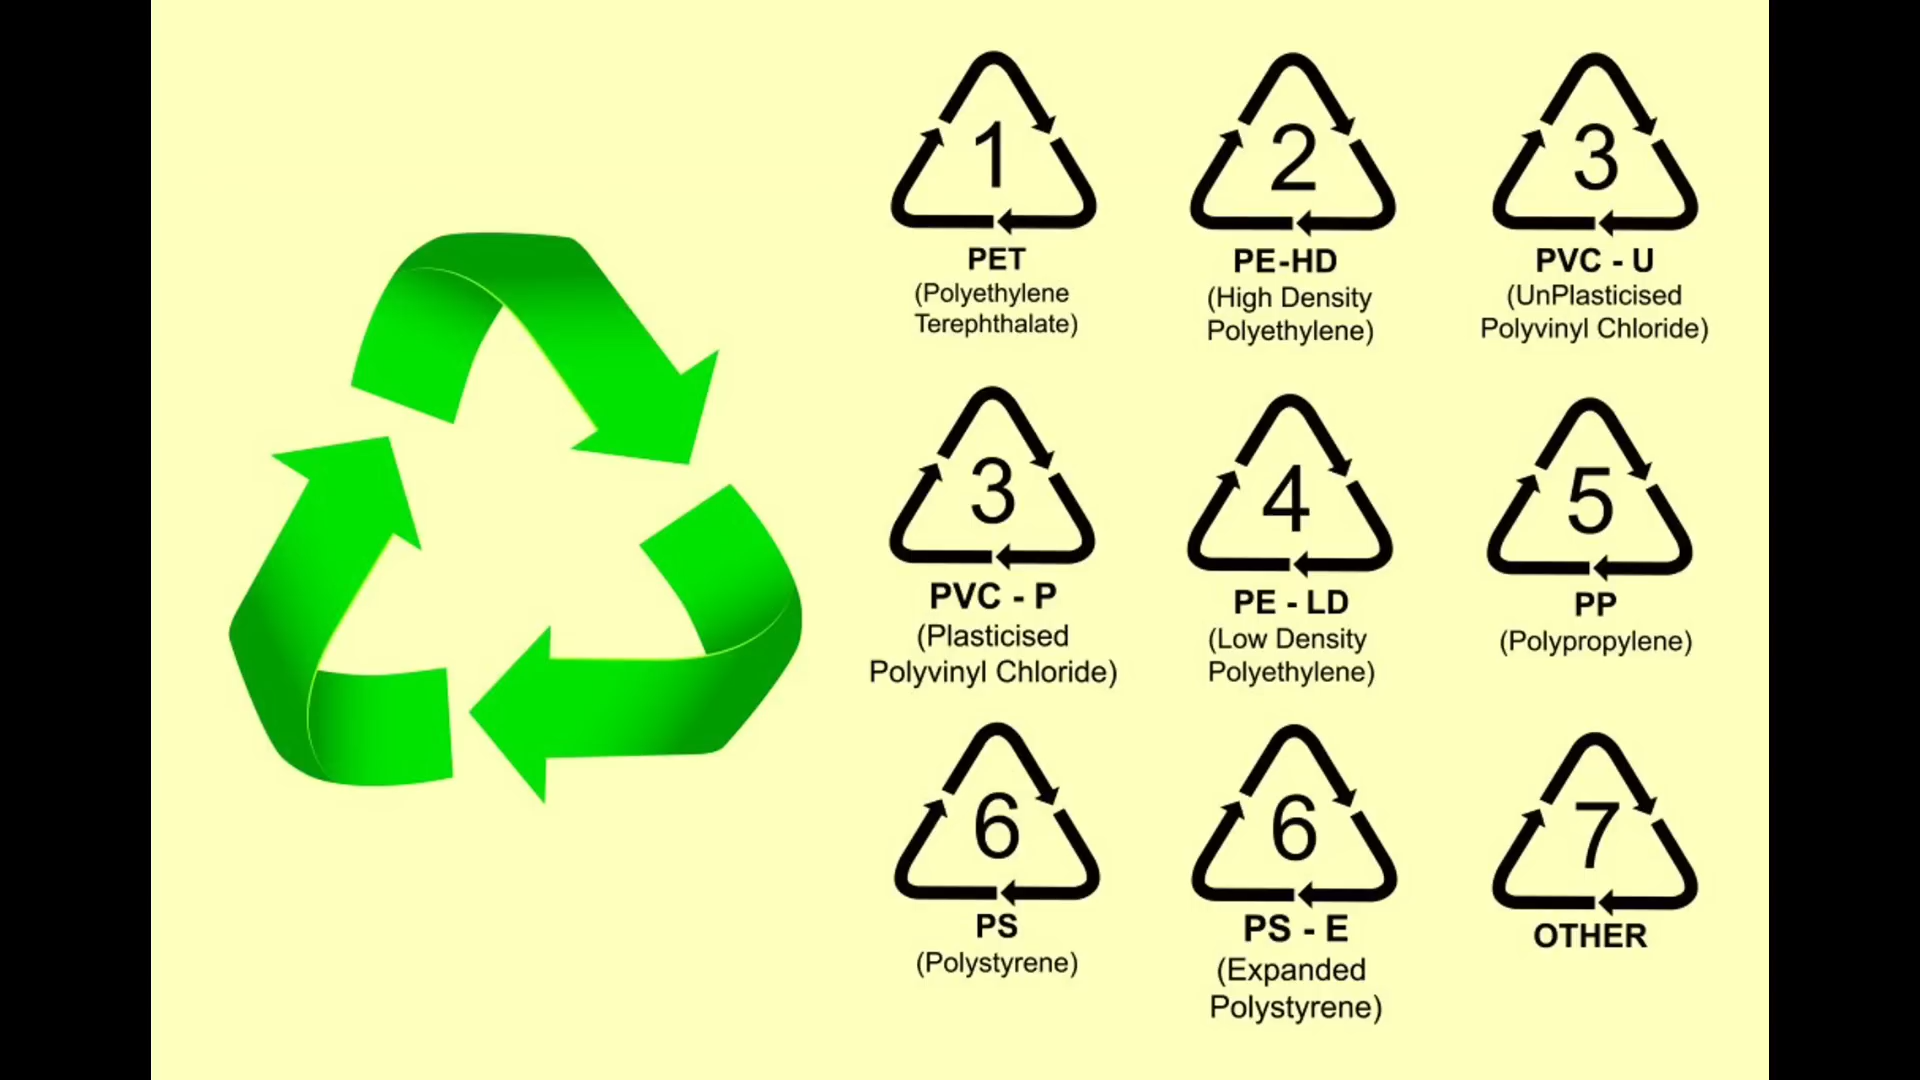 1
PET
(Polyethylene
Terephthalate)
2
PE-HD
(High Density
Polyethylene)
3
PVC - U
(UnPlasticised
Polyvinyl Chloride)
3
PVC - P
(Plasticised
Polyvinyl Chloride)
4
PE - LD
(Low Density
Polyethylene)
5
PP
(Polypropylene)
6
PS
(Polystyrene)
6
PS - E
(Expanded
Polystyrene)
7
OTHER